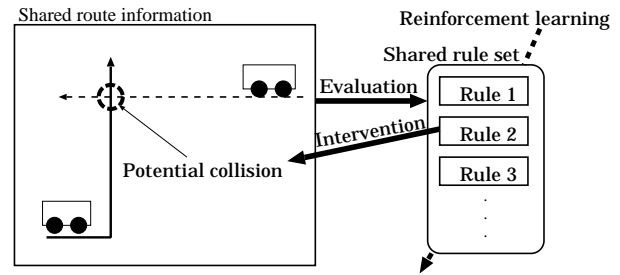 Shared route information
Reinforcement learning
Shared rule set
Evaluation
Rule 1
Intervention
Rule 2
Potential collision
Rule 3
.
.
.